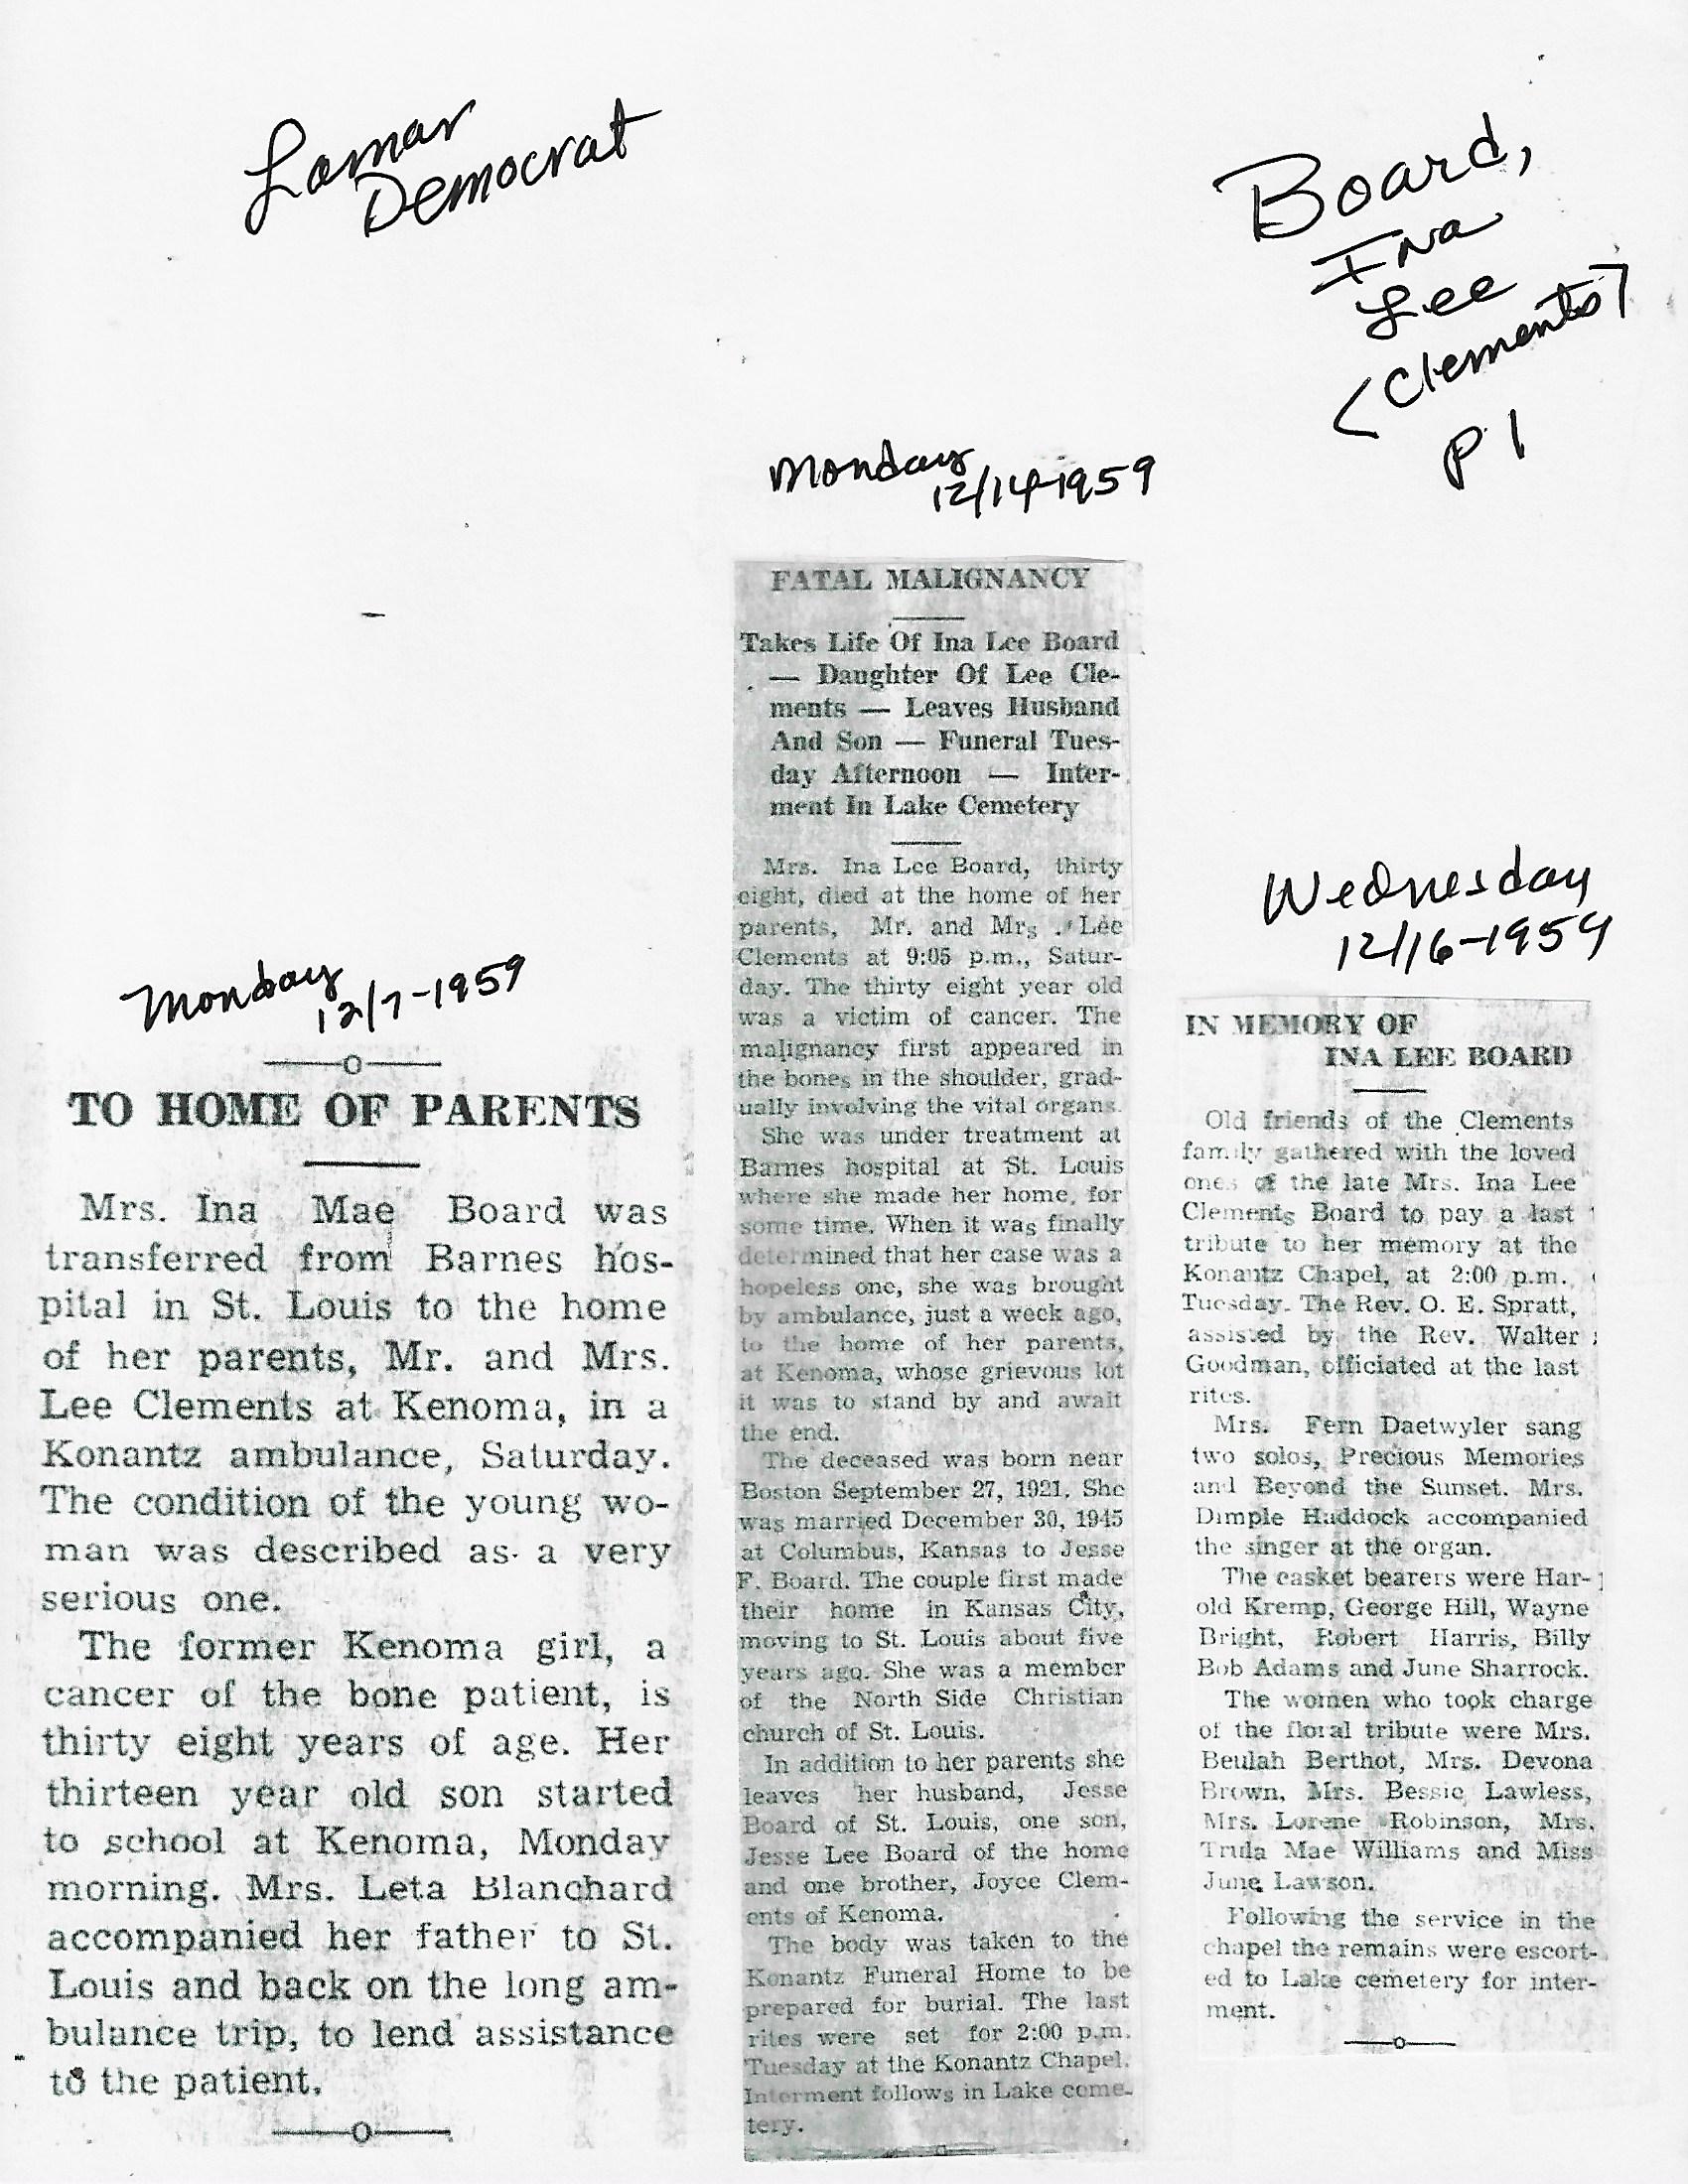 Lamar
Democrat
Board,
Ina
Lee
<Clements>
P 1
Monday
12/7-1959
—o—
TO HOME OF PARENTS
Mrs. Ina Mae Board was
transferred from Barnes hos-
pital in St. Louis to the home
of her parents, Mr. and Mrs.
Lee Clements at Kenoma, in a
Konantz ambulance, Saturday.
The condition of the young wo-
man was described as a very
serious one.
The former Kenoma girl, a
cancer of the bone patient, is
thirty eight years of age. Her
thirteen year old son started
to school at Kenoma, Monday
morning. Mrs. Leta Blanchard
accompanied her father to St.
Louis and back on the long am-
bulance trip, to lend assistance
to the patient.
—o—
Monday
12/14-1959
FATAL MALIGNANCY
Takes Life Of Ina Lee Board
— Daughter Of Lee Cle-
ments — Leaves Husband
And Son — Funeral Tues-
day Afternoon — Inter-
ment In Lake Cemetery
Mrs. Ina Lee Board, thirty
eight, died at the home of her
parents, Mr. and Mrs . Lee
Clements at 9:05 p.m., Satur-
day. The thirty eight year old
was a victim of cancer. The
malignancy first appeared in
the bones in the shoulder, grad-
ually involving the vital organs.
She was under treatment at
Barnes hospital at St. Louis
where she made her home, for
some time. When it was finally
determined that her case was a
hopeless one, she was brought
by ambulance, just a week ago,
to the home of her parents,
at Kenoma, whose grievous lot
it was to stand by and await
the end.
The deceased was born near
Boston September 27, 1921. She
was married December 30, 1945
at Columbus, Kansas to Jesse
F. Board. The couple first made
their home in Kansas City,
moving to St. Louis about five
years ago. She was a member
of the North Side Christian
church of St. Louis.
In addition to her parents she
leaves her husband, Jesse
Board of St. Louis, one son,
Jesse Lee Board of the home
and one brother, Joyce Clem-
ents of Kenoma.
The body was taken to the
Konantz Funeral Home to be
prepared for burial. The last
rites were set for 2:00 p.m.
Tuesday at the Konantz Chapel.
Interment follows in Lake ceme-
tery.
—o—
Wednesday
12/16-1959
IN MEMORY OF
INA LEE BOARD
Old friends of the Clements
family gathered with the loved
ones of the late Mrs. Ina Lee
Clements Board to pay a last
tribute to her memory at the
Konantz Chapel, at 2:00 p.m.
Tuesday. The Rev. O. E. Spratt,
assisted by the Rev. Walter
Goodman, officiated at the last
rites.
Mrs. Fern Daetwyler sang
two solos, Precious Memories
and Beyond the Sunset. Mrs.
Dimple Haddock accompanied
the singer at the organ.
The casket bearers were Har-
old Kremp, George Hill, Wayne
Bright, Robert Harris, Billy
Bob Adams and June Sharrock.
The women who took charge
of the floral tribute were Mrs.
Beulah Berthot, Mrs. Devona
Brown, Mrs. Bessie Lawless,
Mrs. Lorene Robinson, Mrs.
Trula Mae Williams and Miss
June Lawson.
Following the service in the
chapel the remains were escort-
ed to Lake cemetery for inter-
ment.
—o—